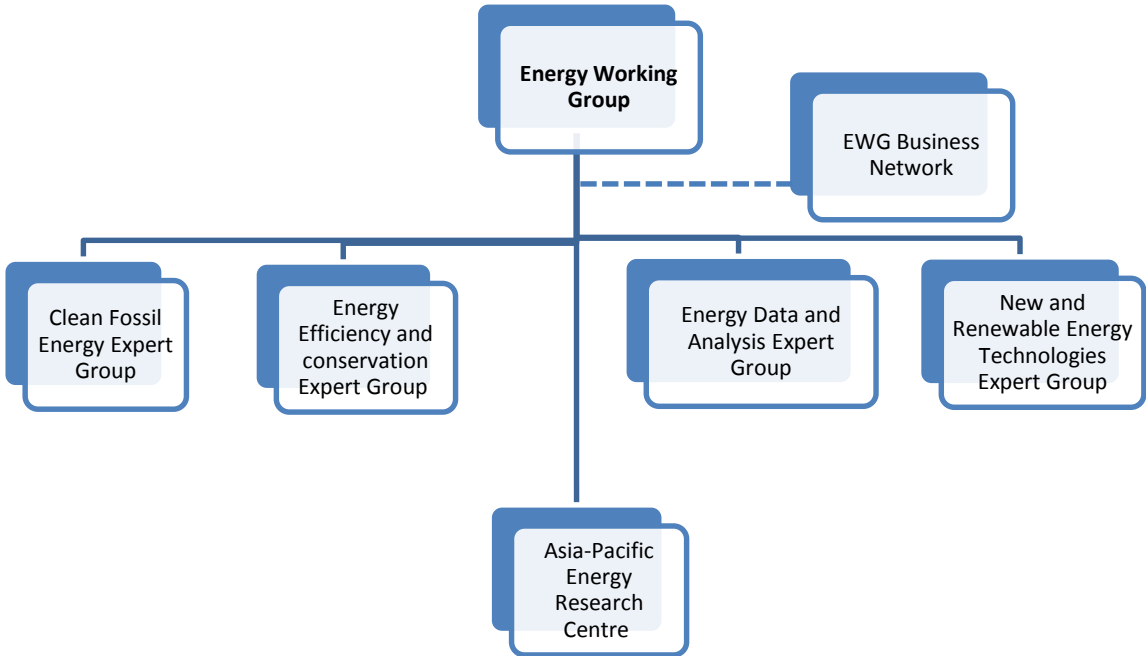 Energy Working
Group
EWG Business
Network
Clean Fossil
Energy Expert
Group
Energy
Efficiency and
conservation
Expert Group
Energy Data and
Analysis Expert
Group
New and
Renewable Energy
Technologies
Expert Group
Asia-Pacific
Energy
Research
Centre